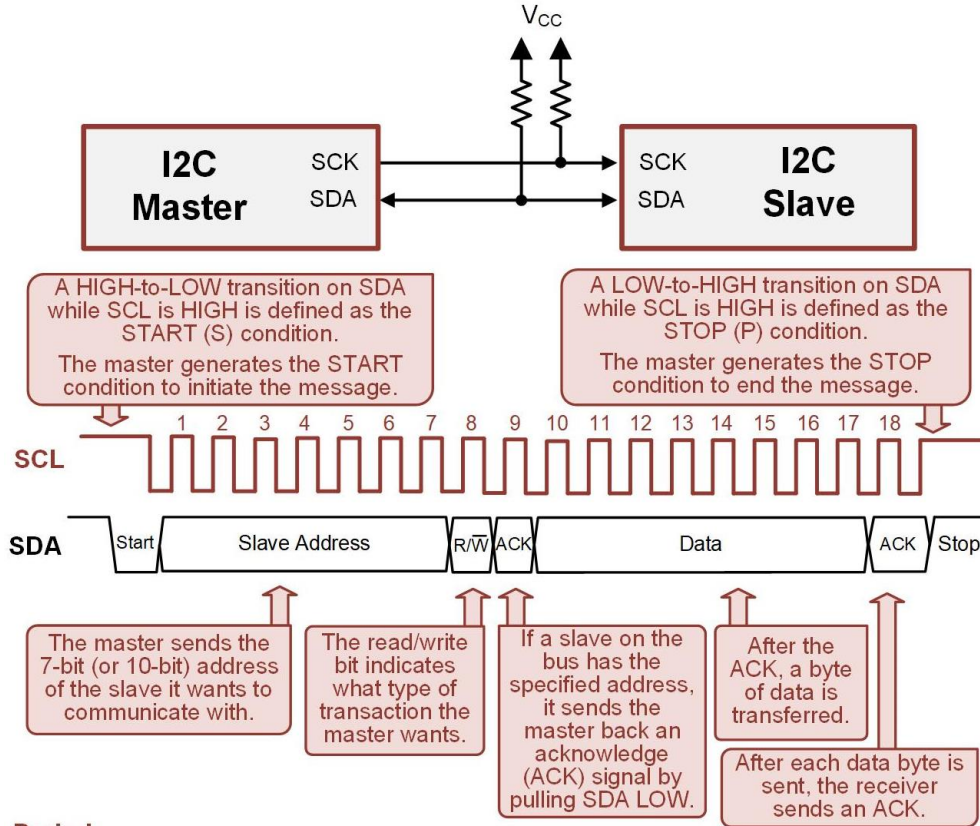 VCC
I2C
Master
SCK
SDA
SCK
SDA
I2C
Slave
A HIGH-to-LOW transition on SDA
while SCL is HIGH is defined as the
START (S) condition.
The master generates the START
condition to initiate the message.
A LOW-to-HIGH transition on SDA
while SCL is HIGH is defined as the
STOP (P) condition.
The master generates the STOP
condition to end the message.
1 2 3 4 5 6 7 8 9 10 11 12 13 14 15 16 17 18
SCL
SDA
Start Slave Address R/W̅ ACK Data ACK Stop
The master sends the
7-bit (or 10-bit) address
of the slave it wants to
communicate with.
The read/write
bit indicates
what type of
transaction the
master wants.
If a slave on the
bus has the
specified address,
it sends the
master back an
acknowledge
(ACK) signal by
pulling SDA LOW.
After the
ACK, a byte
of data is
transferred.
After each data byte is
sent, the receiver
sends an ACK.